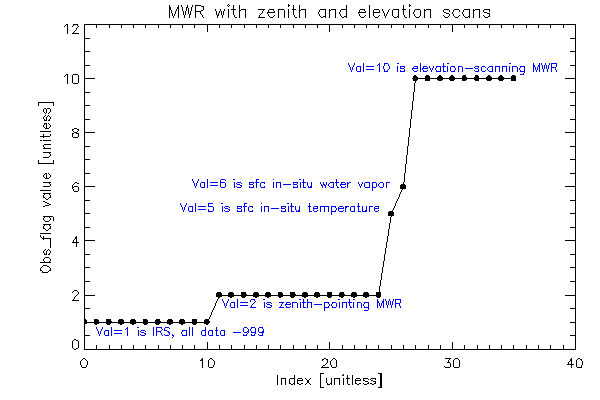 MWR with zenith and elevation scans
12
Val=10 is elevation-scanning MWR
10
8
Val=6 is sfc in-situ water vapor
6
Val=5 is sfc in-situ temperature
4
2
Val=2 is zenith-pointing MWR
Val=1 is IRS, all data -999
0
Obs_flag value [unitless]
0 10 20 30 40
Index [unitless]